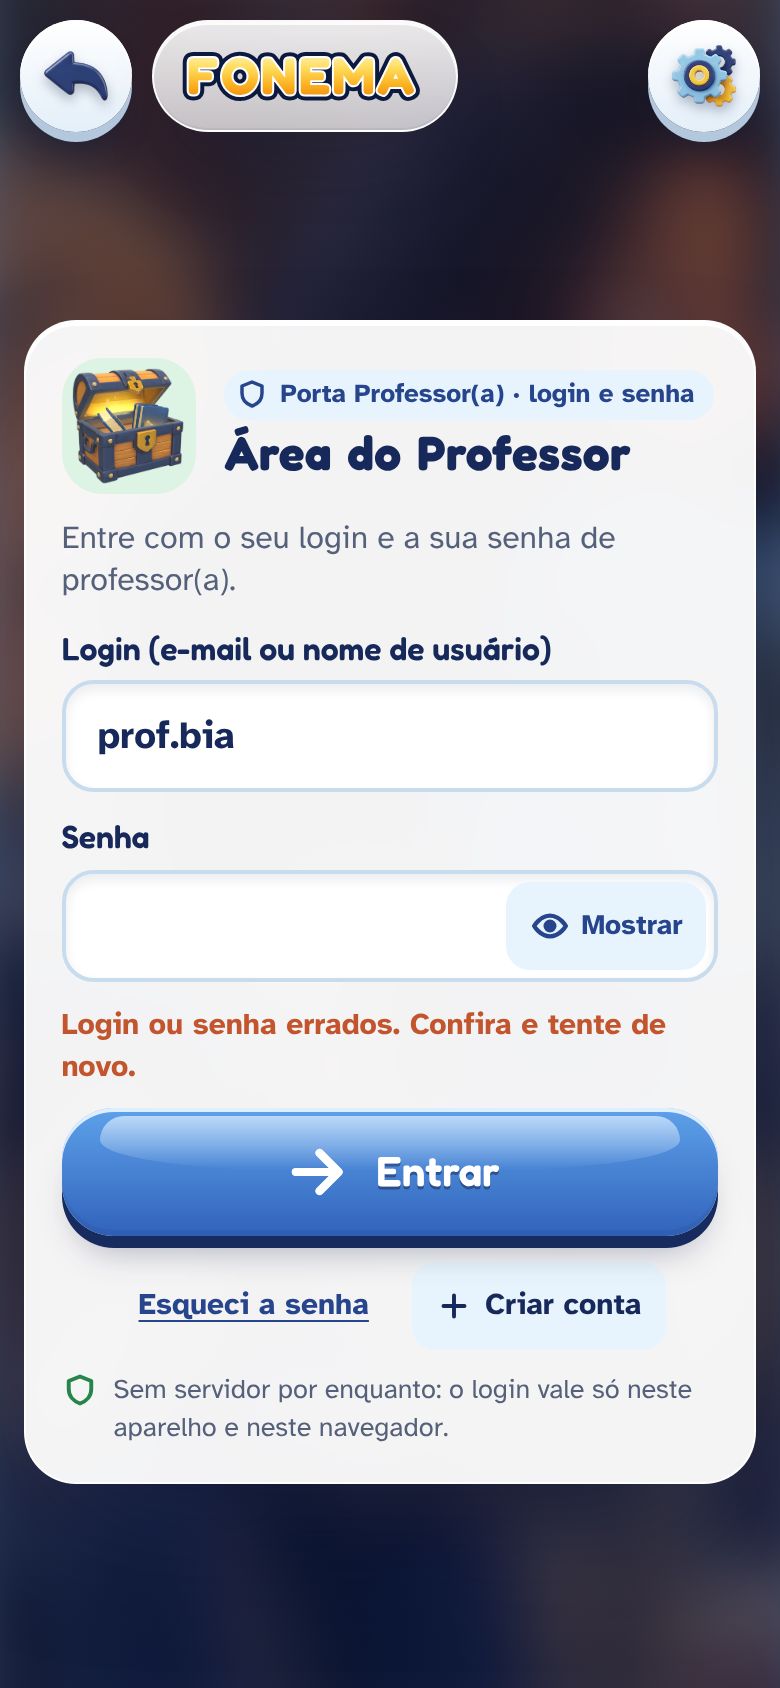 FONEMA
Porta Professor(a) · login e senha
Área do Professor
Entre com o seu login e a sua senha de
professor(a).
Login (e-mail ou nome de usuário)
prof.bia
Senha
Mostrar
Login ou senha errados. Confira e tente de
novo.
Entrar
Esqueci a senha
Criar conta
Sem servidor por enquanto: o login vale só neste
aparelho e neste navegador.